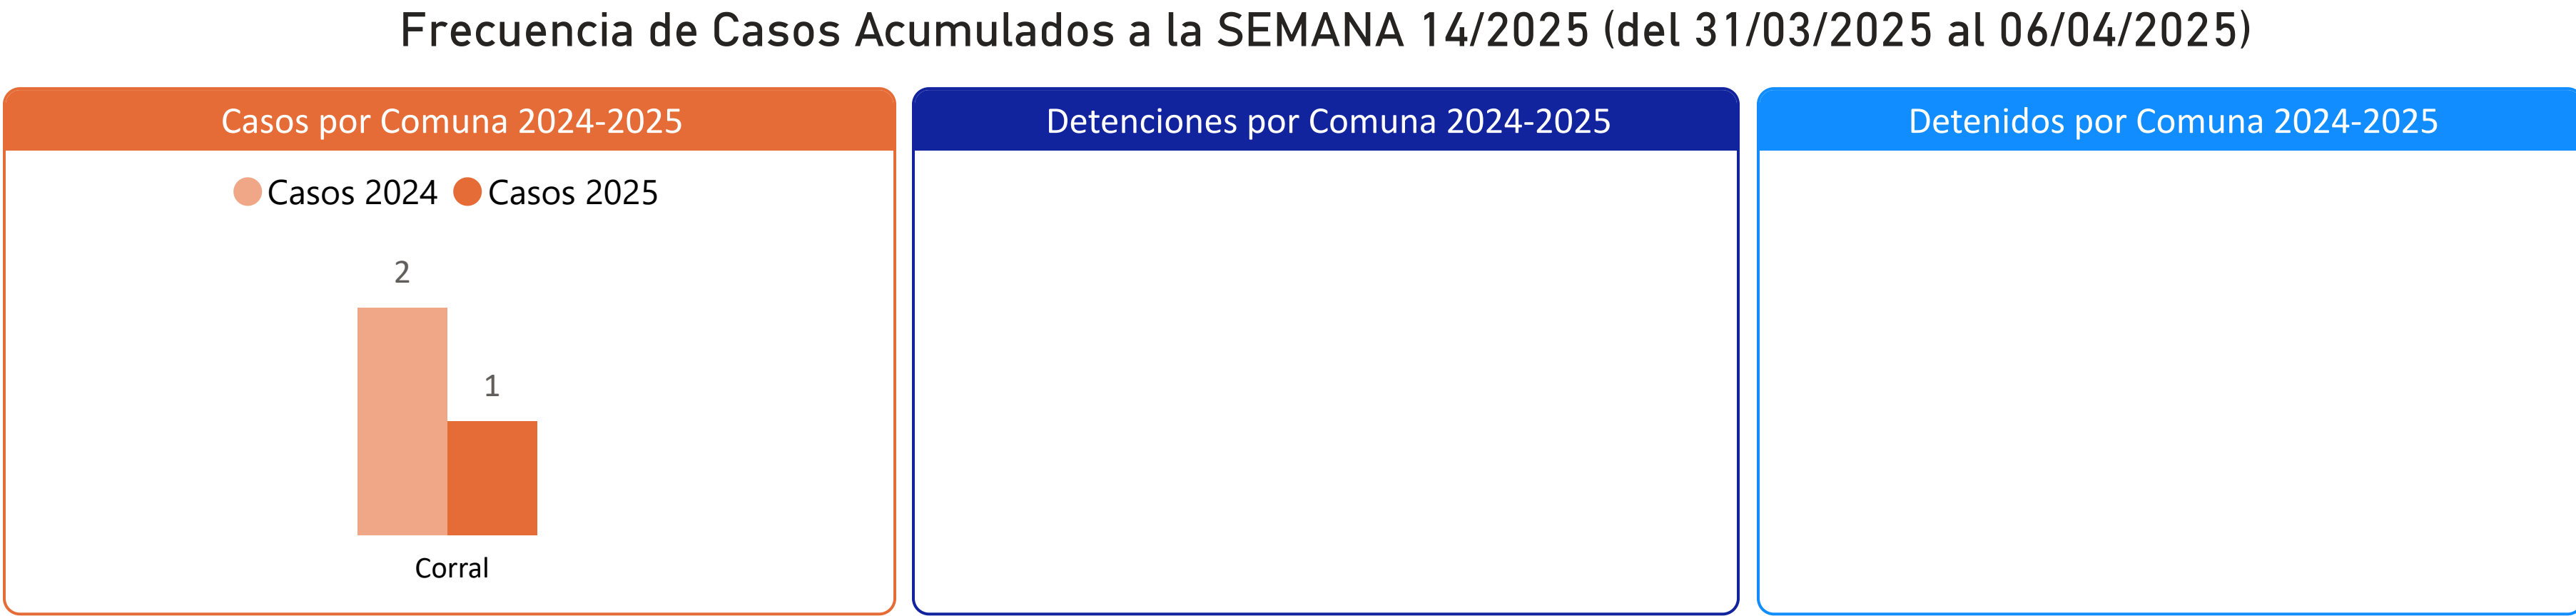 Frecuencia de Casos Acumulados a la SEMANA 14/2025 (del 31/03/2025 al 06/04/2025)
Casos por Comuna 2024-2025
Casos 2024 Casos 2025
2
1
Corral
Detenciones por Comuna 2024-2025
Detenidos por Comuna 2024-2025